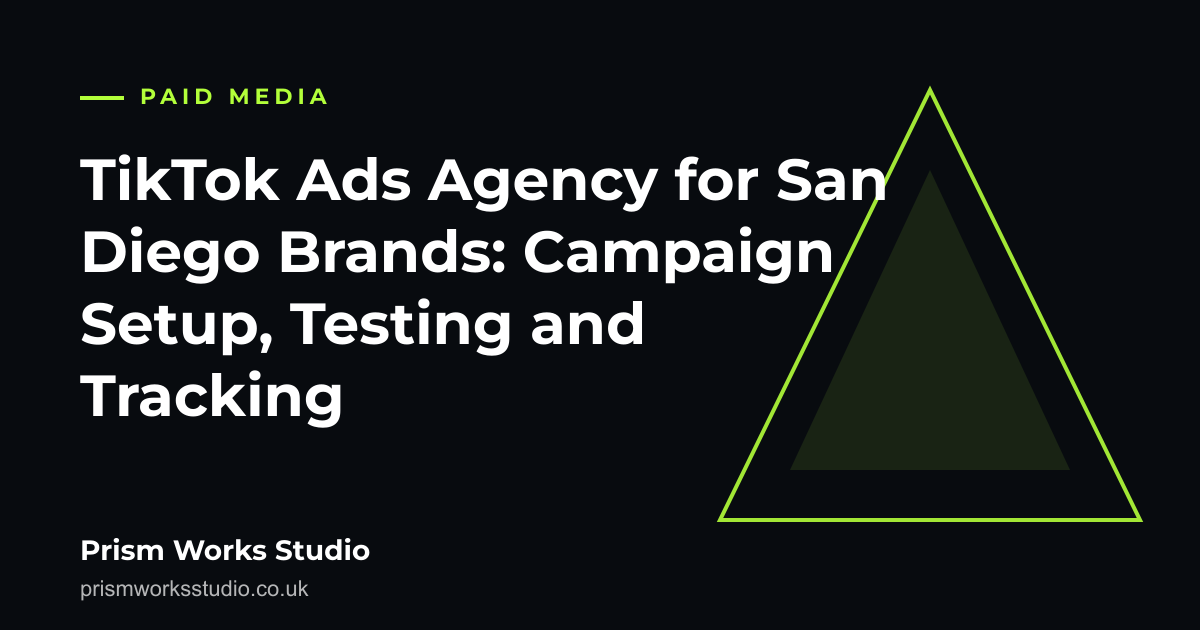 PAID MEDIA
TikTok Ads Agency for San
Diego Brands: Campaign
Setup, Testing and
Tracking
Prism Works Studio
prismworksstudio.co.uk